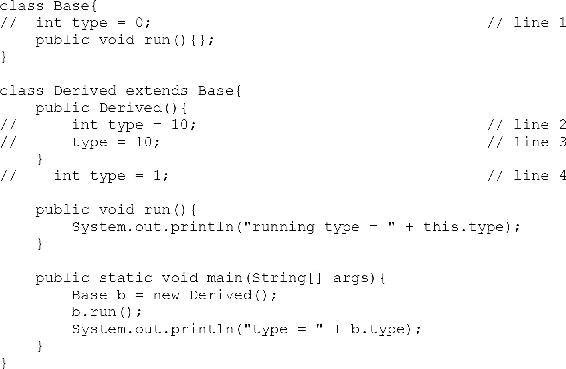 class Base{
//  int type = 0;                                // line 1
    public void run(){};
}
class Derived extends Base{
    public Derived(){
//      int type = 10;                           // line 2
//      type = 10;                               // line 3
    }
//    int type = 1;                              // line 4
    public void run(){
        System.out.println("running type = " + this.type);
    }
    public static void main(String[] args){
        Base b = new Derived();
        b.run();
        System.out.println("type = " + b.type);
    }
}